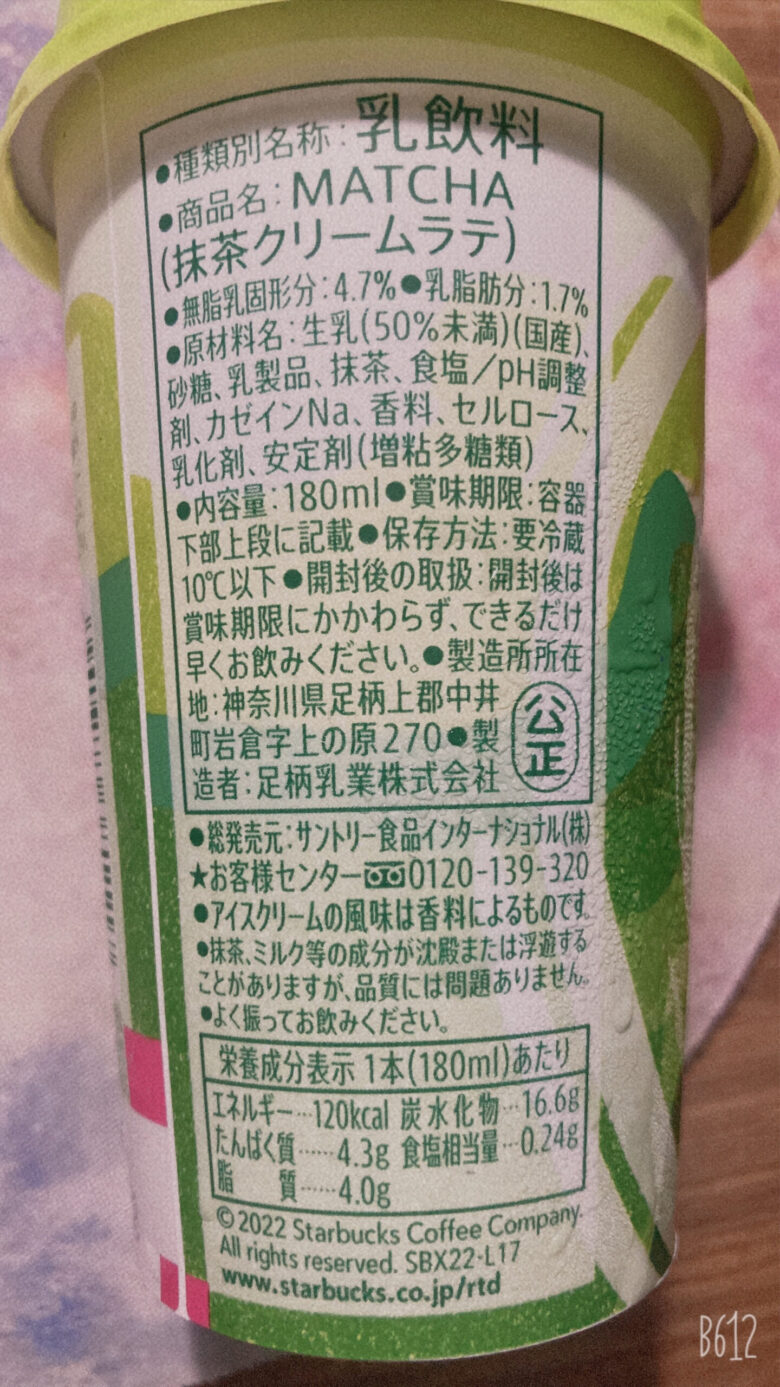 ●種類別名称:乳飲料
●商品名:MATCHA
(抹茶クリームラテ)
●無脂乳固形分:4.7%●乳脂肪分:1.7%
●原材料名:生乳(50%未満)(国産)、
砂糖、乳製品、抹茶、食塩/pH調整
剤、カゼインNa、香料、セルロース、
乳化剤、安定剤(増粘多糖類)
●内容量:180ml●賞味期限:容器
下部上段に記載●保存方法:要冷蔵
10℃以下●開封後の取扱:開封後は
賞味期限にかかわらず、できるだけ
早くお飲みください。●製造所所在
地:神奈川県足柄上郡中井
町岩倉字上の原270●製
造者:足柄乳業株式会社
公正
●総発売元:サントリー食品インターナショナル(株)
★お客様センター0120-139-320
●アイスクリームの風味は香料によるものです。
●抹茶、ミルク等の成分が沈殿または浮遊する
ことがありますが、品質には問題ありません。
●よく振ってお飲みください。
栄養成分表示 1本(180ml)あたり
エネルギー…120kcal 炭水化物…16.6g
たんぱく質……4.3g 食塩相当量…0.24g
脂質……4.0g
©2022 Starbucks Coffee Company.
All rights reserved. SBX22-L17
www.starbucks.co.jp/rtd
B612